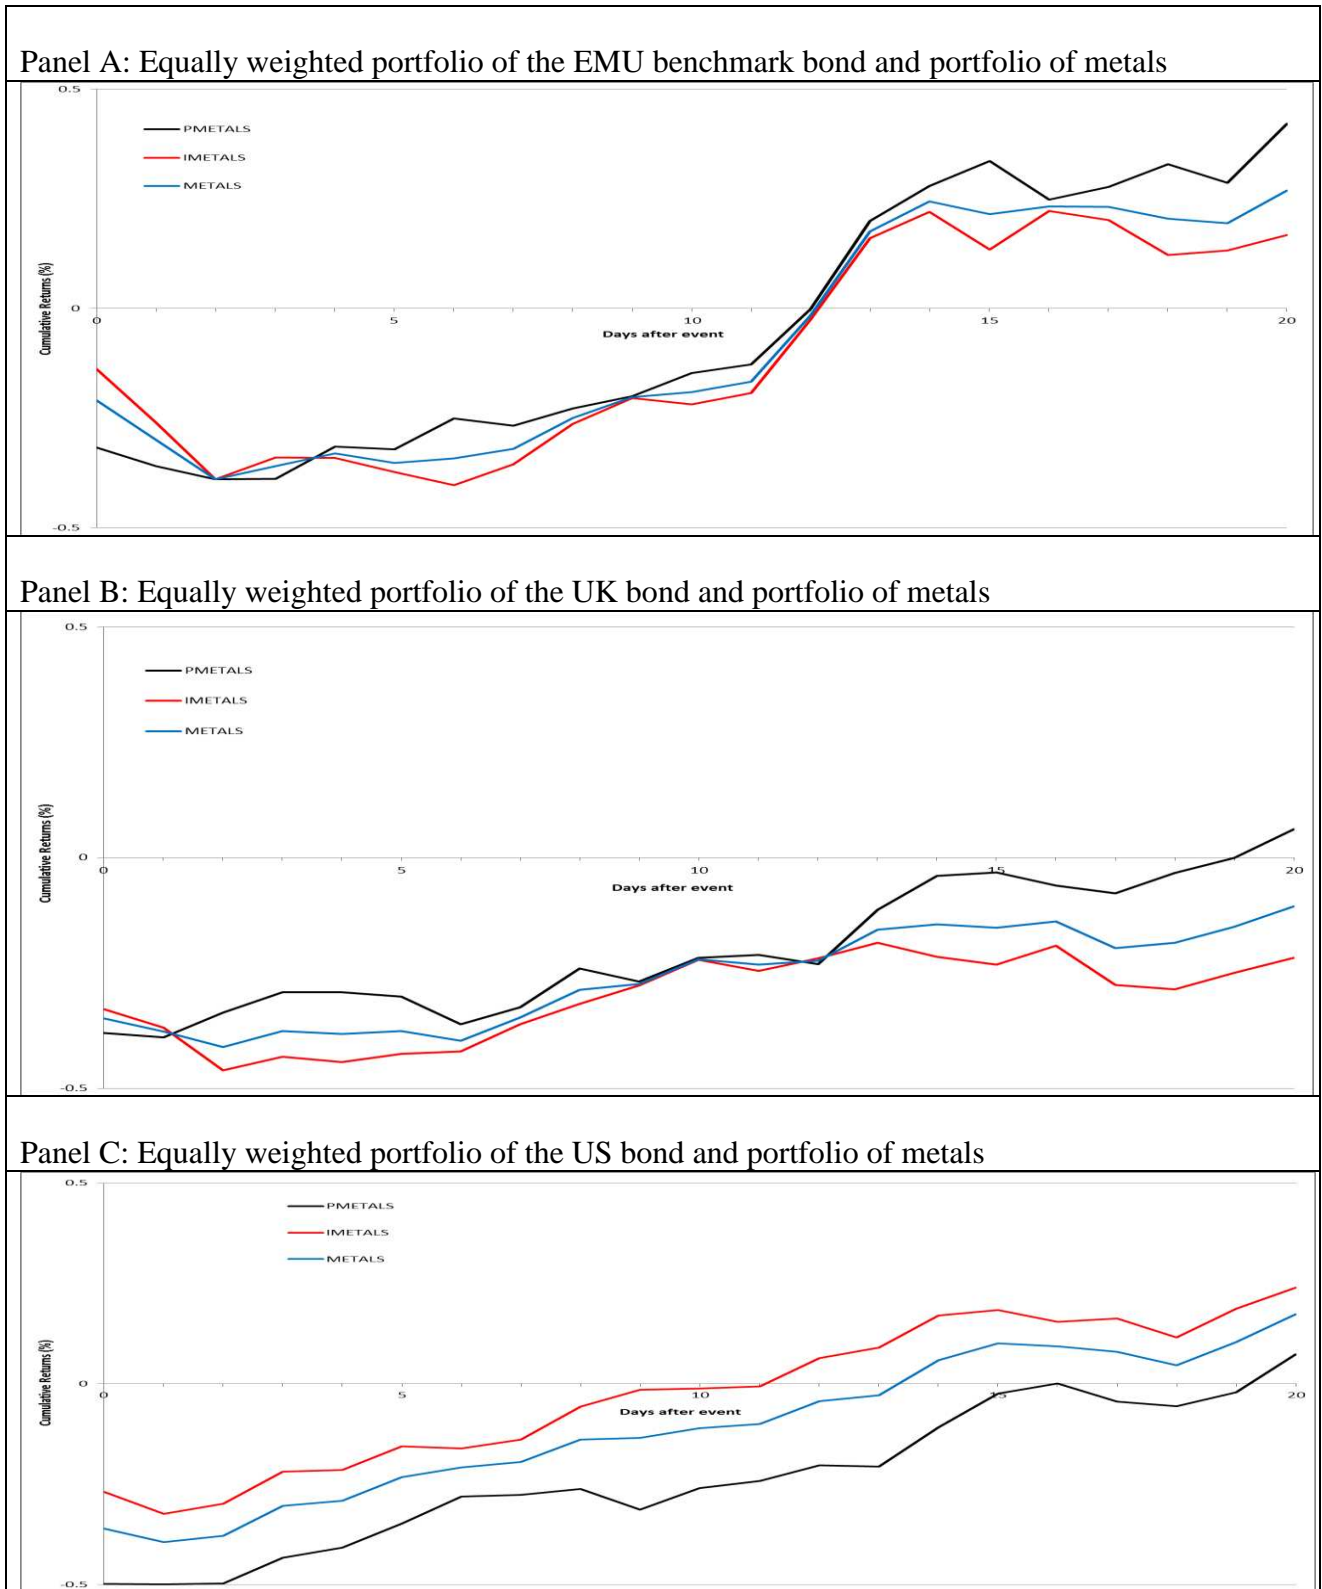 Panel A: Equally weighted portfolio of the EMU benchmark bond and portfolio of metals
0.5
PMETALS
IMETALS
METALS
Cumulative Returns (%)
0
0 5 10 15 20
Days after event
-0.5
Panel B: Equally weighted portfolio of the UK bond and portfolio of metals
0.5
PMETALS
IMETALS
METALS
Cumulative Returns (%)
0
0 5 10 15 20
Days after event
-0.5
Panel C: Equally weighted portfolio of the US bond and portfolio of metals
0.5
PMETALS
IMETALS
METALS
Cumulative Returns (%)
0
0 5 10 15 20
Days after event
-0.5